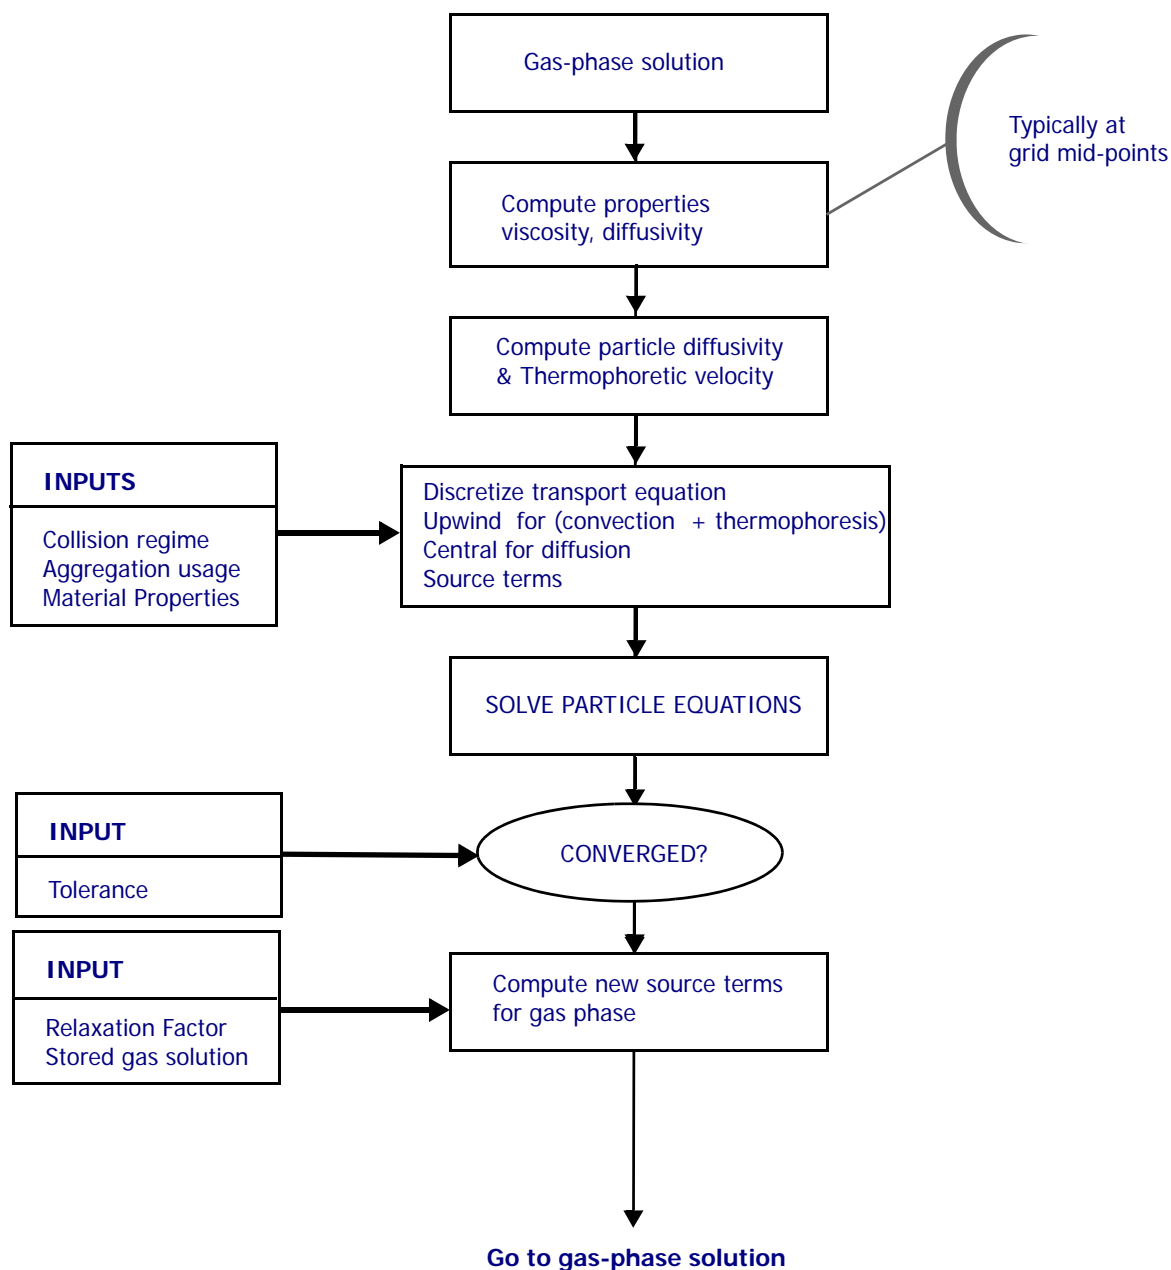 Gas-phase solution
Typically at
grid mid-points
Compute properties
viscosity, diffusivity
Compute particle diffusivity
& Thermophoretic velocity
INPUTS
Collision regime
Aggregation usage
Material Properties
Discretize transport equation
Upwind for (convection + thermophoresis)
Central for diffusion
Source terms
SOLVE PARTICLE EQUATIONS
INPUT
Tolerance
CONVERGED?
INPUT
Relaxation Factor
Stored gas solution
Compute new source terms
for gas phase
Go to gas-phase solution